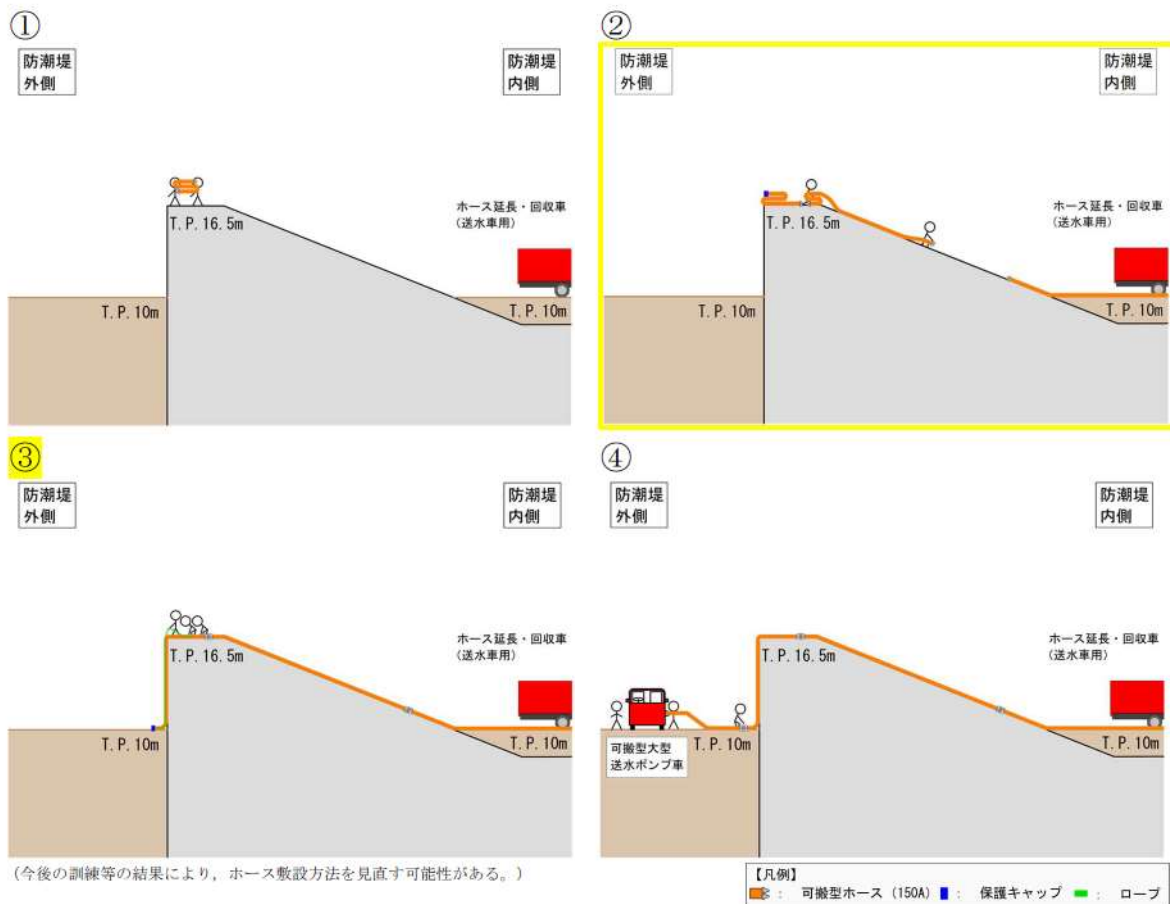 ①
防潮堤
外側
防潮堤
内側
ホース延長・回収車
(送水車用)
T.P.16.5m
T.P.10m
T.P.10m
②
防潮堤
外側
防潮堤
内側
ホース延長・回収車
(送水車用)
T.P.16.5m
T.P.10m
T.P.10m
③
防潮堤
外側
防潮堤
内側
ホース延長・回収車
(送水車用)
T.P.16.5m
T.P.10m
T.P.10m
④
防潮堤
外側
防潮堤
内側
ホース延長・回収車
(送水車用)
T.P.16.5m
可搬型大型
送水ポンプ車
T.P.10m
T.P.10m
(今後の訓練等の結果により,ホース敷設方法を見直す可能性がある。)
【凡例】
: 可搬型ホース (150A) : 保護キャップ : ロープ